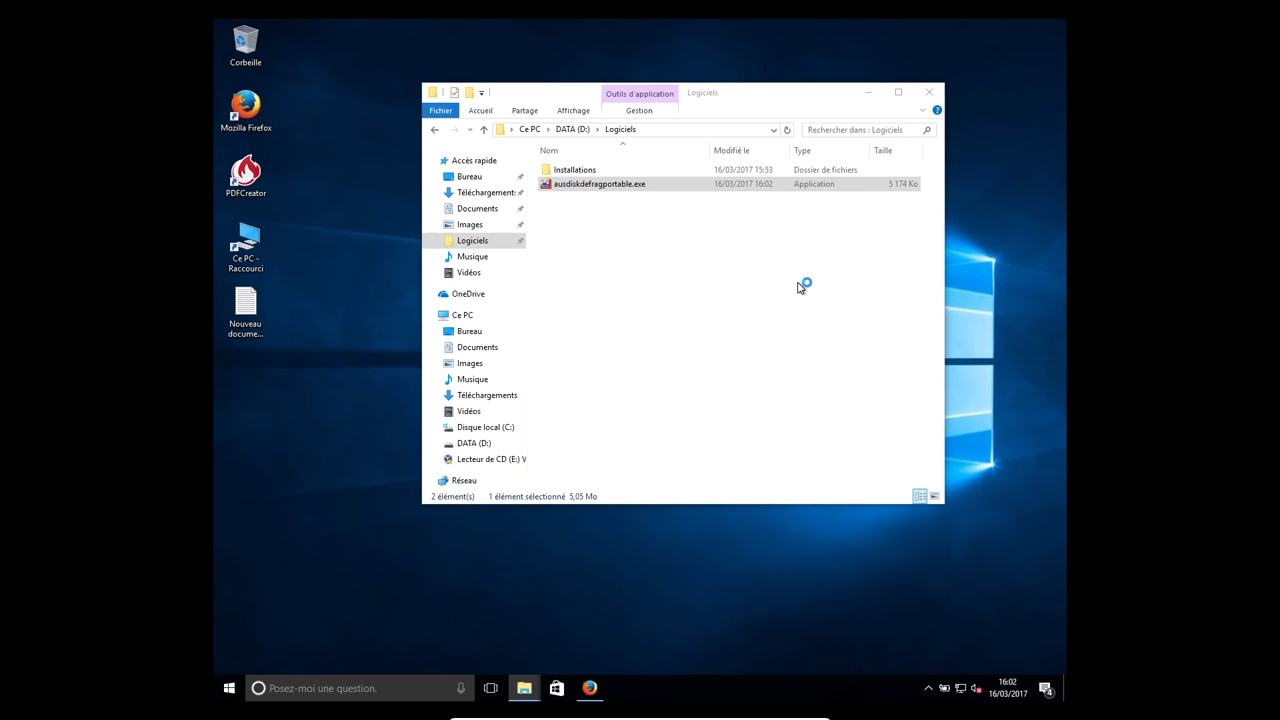 Corbeille
Mozilla Firefox
PDFCreator
Ce PC -
Raccourci
Nouveau
docume...
Outils d'application
Logiciels
Fichier
Accueil
Partage
Affichage
Gestion
Ce PC
DATA (D:)
Logiciels
Rechercher dans : Logiciels
Nom
Modifié le
Type
Taille
Installations
16/03/2017 15:53
Dossier de fichiers
ausdiskdefragportable.exe
16/03/2017 16:02
Application
5 174 Ko
Accès rapide
Bureau
Téléchargements
Documents
Images
Logiciels
Musique
Vidéos
OneDrive
Ce PC
Bureau
Documents
Images
Musique
Téléchargements
Vidéos
Disque local (C:)
DATA (D:)
Lecteur de CD (E:) V
Réseau
2 élément(s)
1 élément sélectionné 5,05 Mo
Posez-moi une question.
16:02
16/03/2017
4